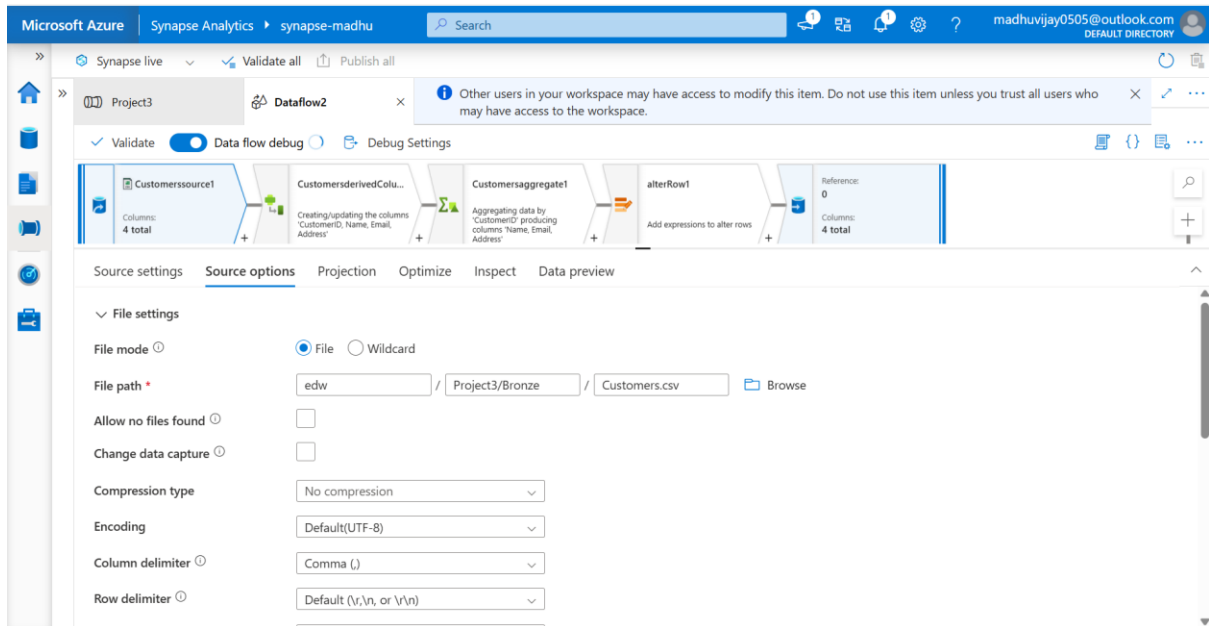 Microsoft Azure Synapse Analytics synapse-madhu Search 1 1 ? madhuvijay0505@outlook.com
DEFAULT DIRECTORY
Synapse live Validate all Publish all
Project3 Dataflow2 Other users in your workspace may have access to modify this item. Do not use this item unless you trust all users who
may have access to the workspace.
Validate Data flow debug Debug Settings
Customerssource1
Columns:
4 total
CustomersderivedColu...
Creating/updating the columns
'CustomerID, Name, Email,
Address'
Customersaggregate1
Aggregating data by
'CustomerID' producing
columns 'Name, Email,
Address'
alterRow1
Add expressions to alter rows
Reference:
0
Columns:
4 total
Source settings Source options Projection Optimize Inspect Data preview
File settings
File mode File Wildcard
File path * edw / Project3/Bronze / Customers.csv Browse
Allow no files found
Change data capture
Compression type No compression
Encoding Default(UTF-8)
Column delimiter Comma (,)
Row delimiter Default (\r,\n, or \r\n)